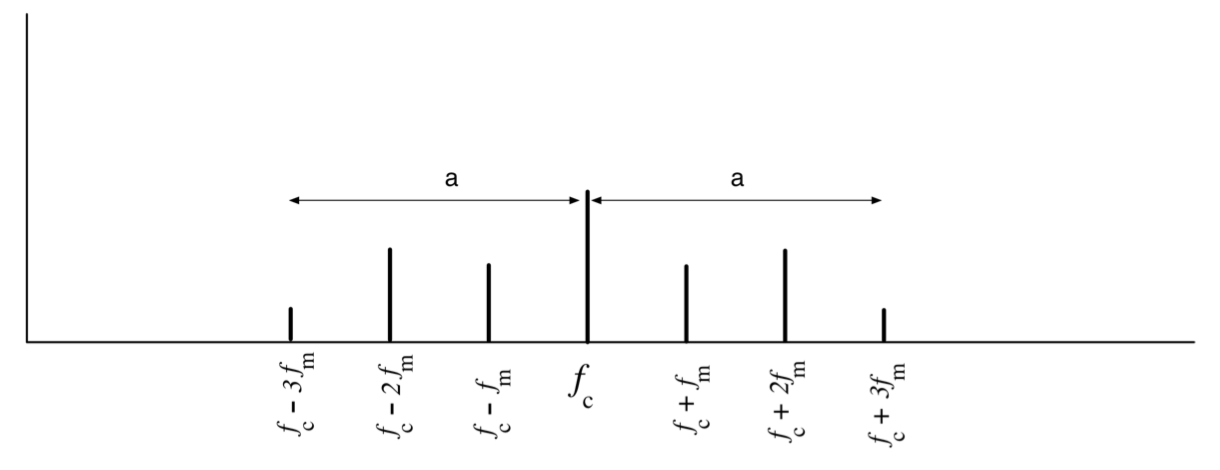 a
a
f_c − 3f_m
f_c − 2f_m
f_c − f_m
f_c
f_c + f_m
f_c + 2f_m
f_c + 3f_m